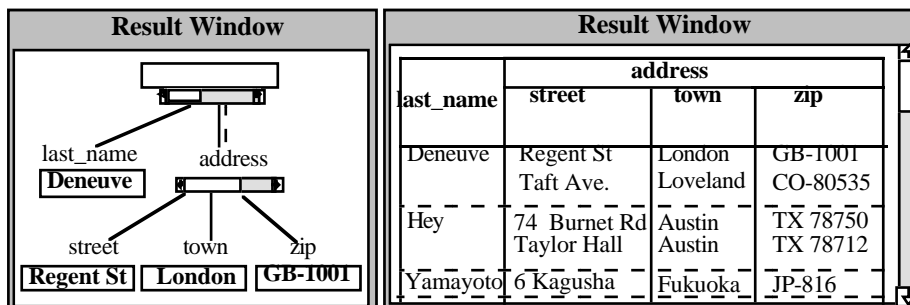 Result Window
last_name address
Deneuve
street town zip
Regent St London GB-1001
Result Window
address
last_name street town zip
Deneuve Regent St London GB-1001
Taft Ave. Loveland CO-80535
Hey 74 Burnet Rd Austin TX 78750
Taylor Hall Austin TX 78712
Yamayoto 6 Kagusha Fukuoka JP-816